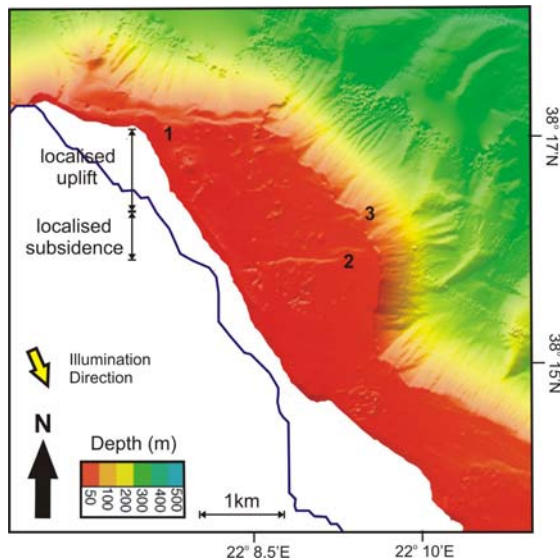 1
localised
uplift
38° 17'N
3
localised
subsidence
2
Illumination
Direction
38° 15'N
N
Depth (m)
50
100
200
300
400
5000
1km
22° 8.5'E
22° 10'E